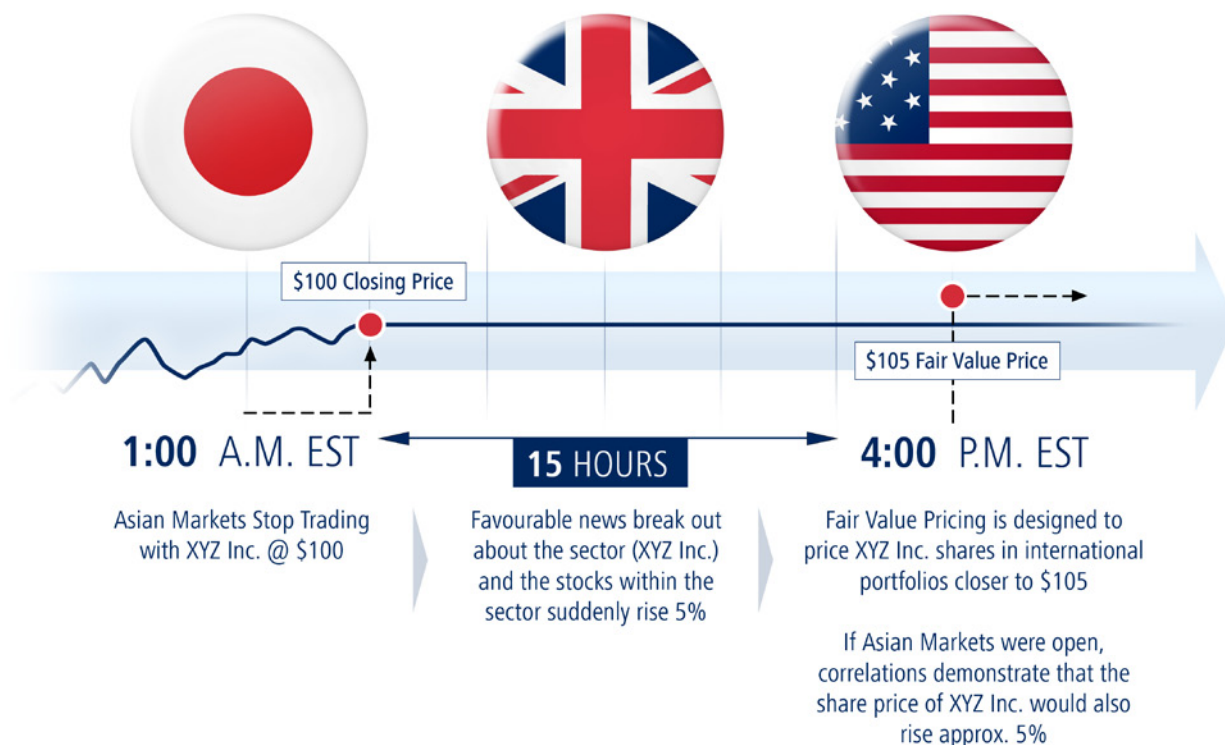 $100 Closing Price
$105 Fair Value Price
1:00 A.M. EST
15 HOURS
4:00 P.M. EST
Asian Markets Stop Trading
with XYZ Inc. @ $100
Favourable news break out
about the sector (XYZ Inc.)
and the stocks within the
sector suddenly rise 5%
Fair Value Pricing is designed to
price XYZ Inc. shares in international
portfolios closer to $105
If Asian Markets were open,
correlations demonstrate that the
share price of XYZ Inc. would also
rise approx. 5%